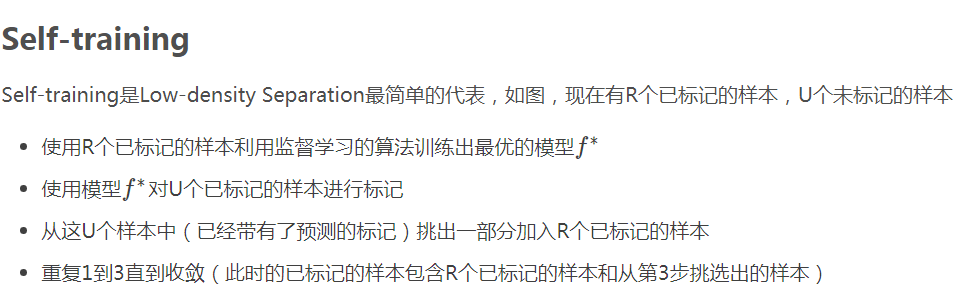 Self-training
Self-training是Low-density Separation最简单的代表，如图，现在有R个已标记的样本，U个未标记的样本
• 使用R个已标记的样本利用监督学习的算法训练出最优的模型f*
• 使用模型f*对U个已标记的样本进行标记
• 从这U个样本中（已经带有了预测的标记）挑出一部分加入R个已标记的样本
• 重复1到3直到收敛（此时的已标记的样本包含R个已标记的样本和从第3步挑选出的样本）